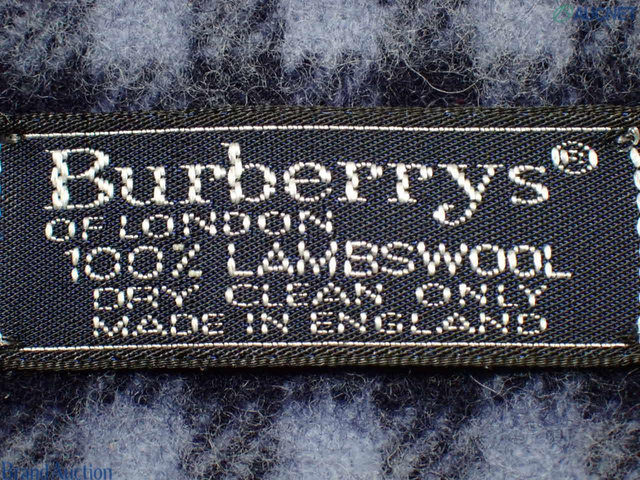 Burberrys®
OF LONDON
100% LAMBSWOOL
DRY CLEAN ONLY
MADE IN ENGLAND
Brand Auction